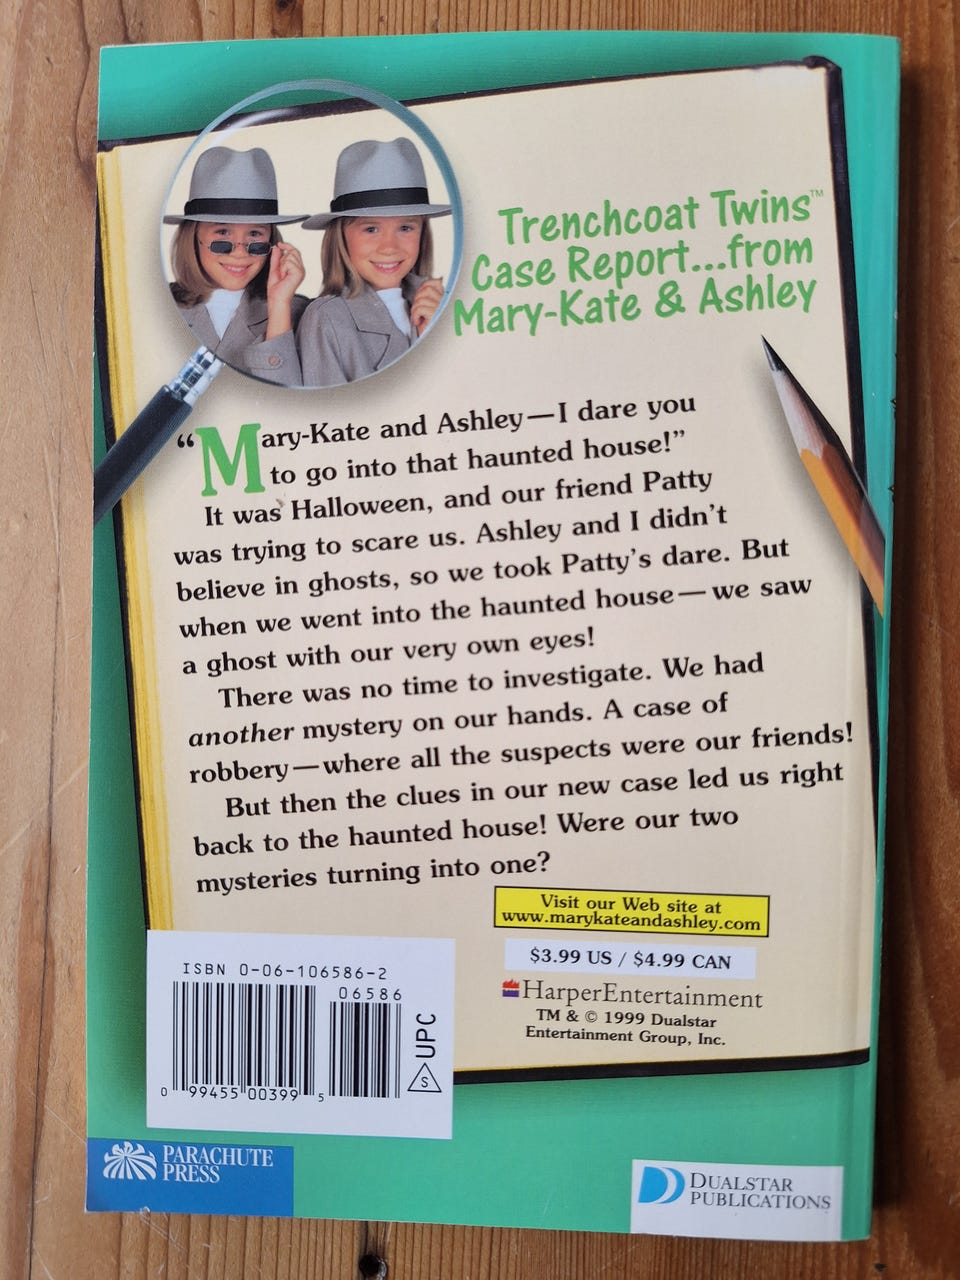 Trenchcoat Twins™
Case Report...from
Mary-Kate & Ashley
"Mary-Kate and Ashley—I dare you
to go into that haunted house!"
It was Halloween, and our friend Patty
was trying to scare us. Ashley and I didn't
believe in ghosts, so we took Patty's dare. But
when we went into the haunted house—we saw
a ghost with our very own eyes!
There was no time to investigate. We had
another mystery on our hands. A case of
robbery—where all the suspects were our friends!
But then the clues in our new case led us right
back to the haunted house! Were our two
mysteries turning into one?
Visit our Web site at
www.marykateandashley.com
$3.99 US / $4.99 CAN
HarperEntertainment
TM & © 1999 Dualstar
Entertainment Group, Inc.
ISBN 0-06-106586-2
06586
0 99455 00399 5
UPC
S
PARACHUTE
PRESS
DUALSTAR
PUBLICATIONS